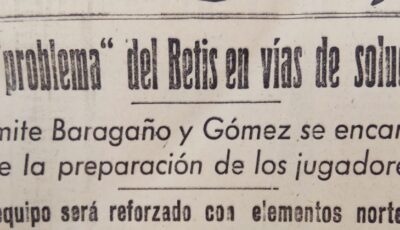 problema“ del Betis en vías de solu
mite Baragaño y Gómez se encar
e la preparación de los jugadore
equipo será reforzado con elementos norte